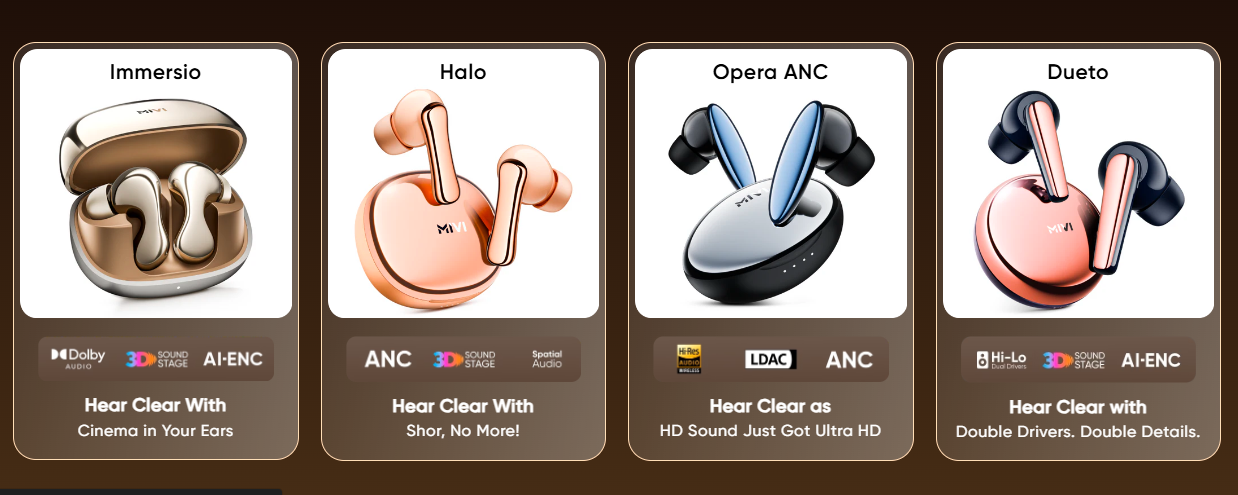 Immersio
MIVI
Dolby
AUDIO
3D SOUND
STAGE
AI-ENC
Hear Clear With
Cinema in Your Ears
Halo
MIVI
ANC
3D SOUND
STAGE
Spatial
Audio
Hear Clear With
Shor, No More!
Opera ANC
Hi-Res
AUDIO
WIRELESS
LDAC
ANC
Hear Clear as
HD Sound Just Got Ultra HD
Dueto
MIVI
Hi-Lo
Dual Drivers
3D SOUND
STAGE
AI-ENC
Hear Clear with
Double Drivers. Double Details.